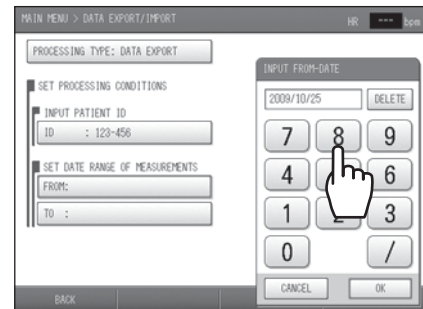 MAIN MENU > DATA EXPORT/IMPORT
HR --- bpm
PROCESSING TYPE: DATA EXPORT
SET PROCESSING CONDITIONS
INPUT PATIENT ID
ID : 123-456
SET DATE RANGE OF MEASUREMENTS
FROM:
TO :
INPUT FROM-DATE
2009/10/25 DELETE
7 8 9
4 6
1 2 3
0 /
CANCEL OK
BACK